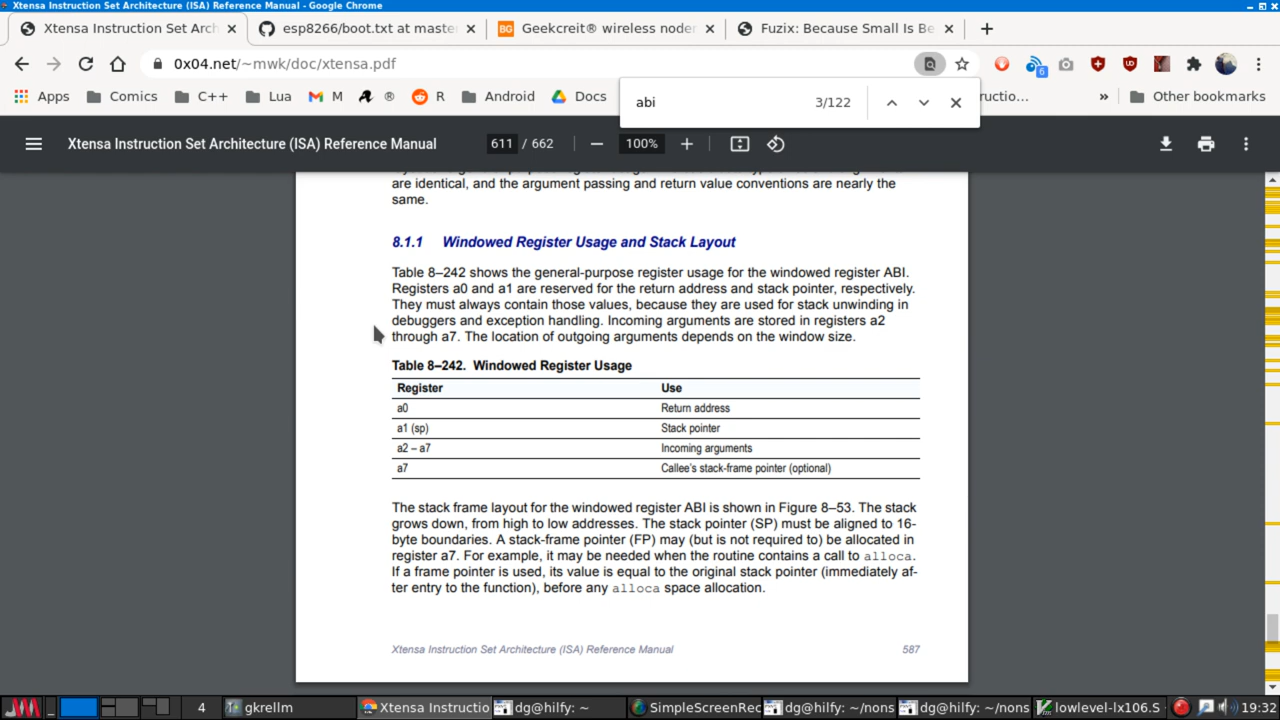 Xtensa Instruction Set Architecture (ISA) Reference Manual - Google Chrome
Xtensa Instruction Set Arch
esp8266/boot.txt at master
Geekcreit® wireless noden
Fuzix: Because Small Is Be
0x04.net/~mwk/doc/xtensa.pdf
6
Apps
Comics
C++
Lua
M
®
R
Android
Docs
ructio...
»
Other bookmarks
abi
3/122
Xtensa Instruction Set Architecture (ISA) Reference Manual
611 / 662
100%
are identical, and the argument passing and return value conventions are nearly the
same.
8.1.1 Windowed Register Usage and Stack Layout
Table 8–242 shows the general-purpose register usage for the windowed register ABI.
Registers a0 and a1 are reserved for the return address and stack pointer, respectively.
They must always contain those values, because they are used for stack unwinding in
debuggers and exception handling. Incoming arguments are stored in registers a2
through a7. The location of outgoing arguments depends on the window size.
Table 8–242. Windowed Register Usage
Register Use
a0 Return address
a1 (sp) Stack pointer
a2 – a7 Incoming arguments
a7 Callee's stack-frame pointer (optional)
The stack frame layout for the windowed register ABI is shown in Figure 8–53. The stack
grows down, from high to low addresses. The stack pointer (SP) must be aligned to 16-
byte boundaries. A stack-frame pointer (FP) may (but is not required to) be allocated in
register a7. For example, it may be needed when the routine contains a call to alloca.
If a frame pointer is used, its value is equal to the original stack pointer (immediately af-
ter entry to the function), before any alloca space allocation.
Xtensa Instruction Set Architecture (ISA) Reference Manual 587
4
gkrellm
Xtensa Instructio
dg@hilfy: ~
SimpleScreenRec
dg@hilfy: ~/nons
dg@hilfy: ~/nons
lowlevel-lx106.S
19:32